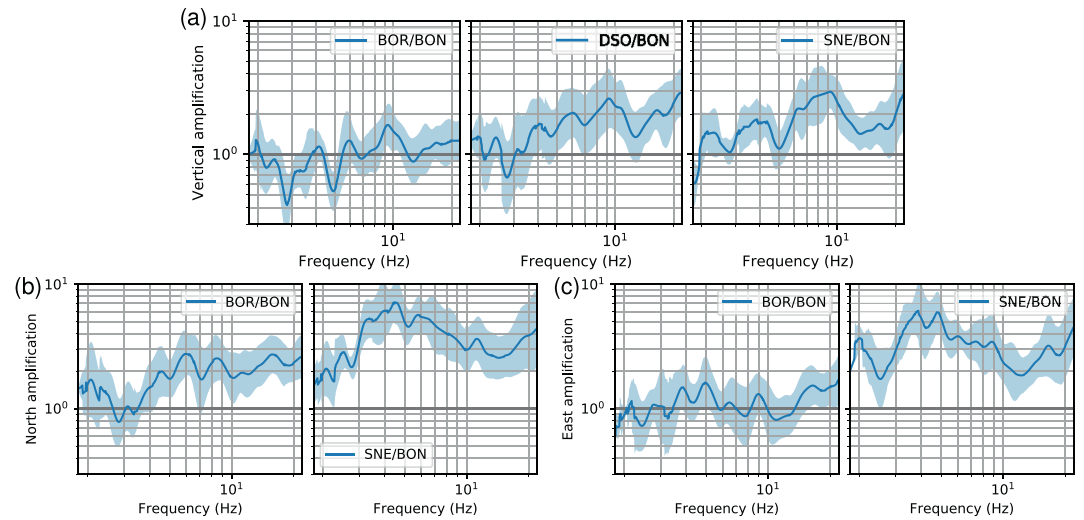 (a)
10¹
10⁰
Vertical amplification
BOR/BON
DSO/BON
SNE/BON
10¹
10¹
10¹
Frequency (Hz)
Frequency (Hz)
Frequency (Hz)
(b)
10¹
10⁰
North amplification
BOR/BON
SNE/BON
10¹
10¹
Frequency (Hz)
Frequency (Hz)
(c)
10¹
10⁰
East amplification
BOR/BON
SNE/BON
10¹
10¹
Frequency (Hz)
Frequency (Hz)